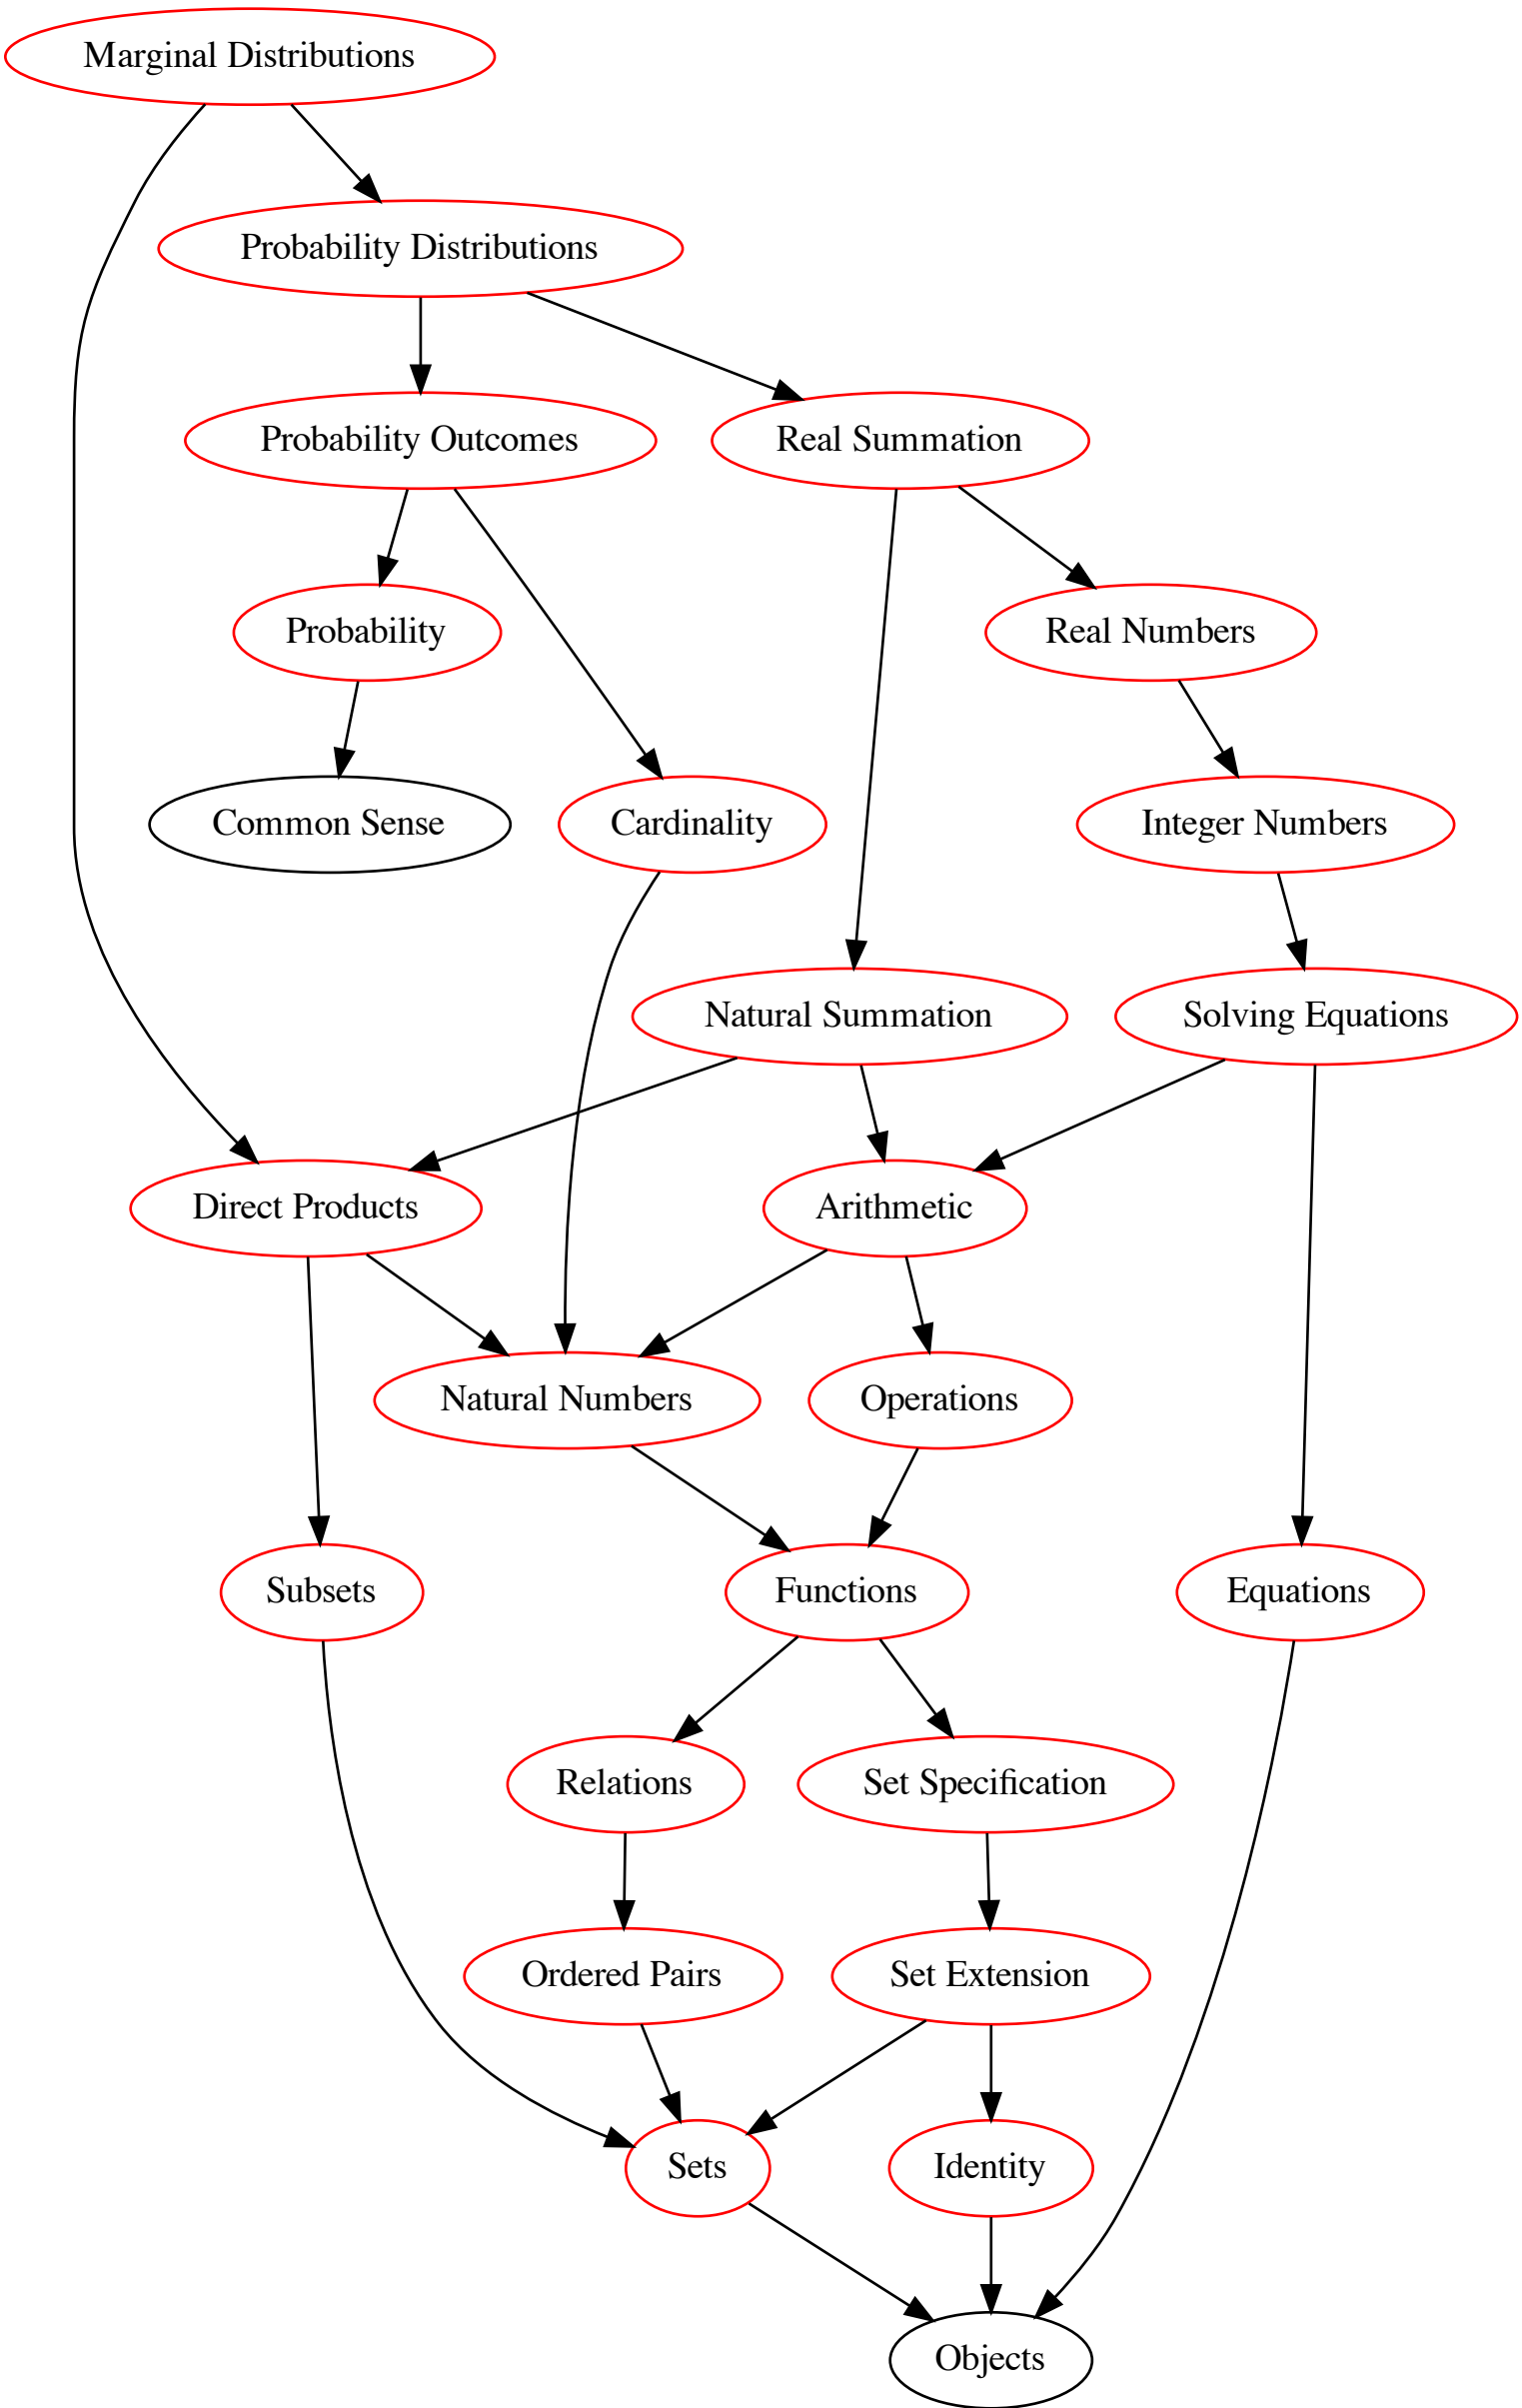 Marginal Distributions
Probability Distributions
Probability Outcomes
Real Summation
Probability
Real Numbers
Common Sense
Cardinality
Integer Numbers
Natural Summation
Solving Equations
Direct Products
Arithmetic
Natural Numbers
Operations
Subsets
Functions
Equations
Relations
Set Specification
Ordered Pairs
Set Extension
Sets
Identity
Objects